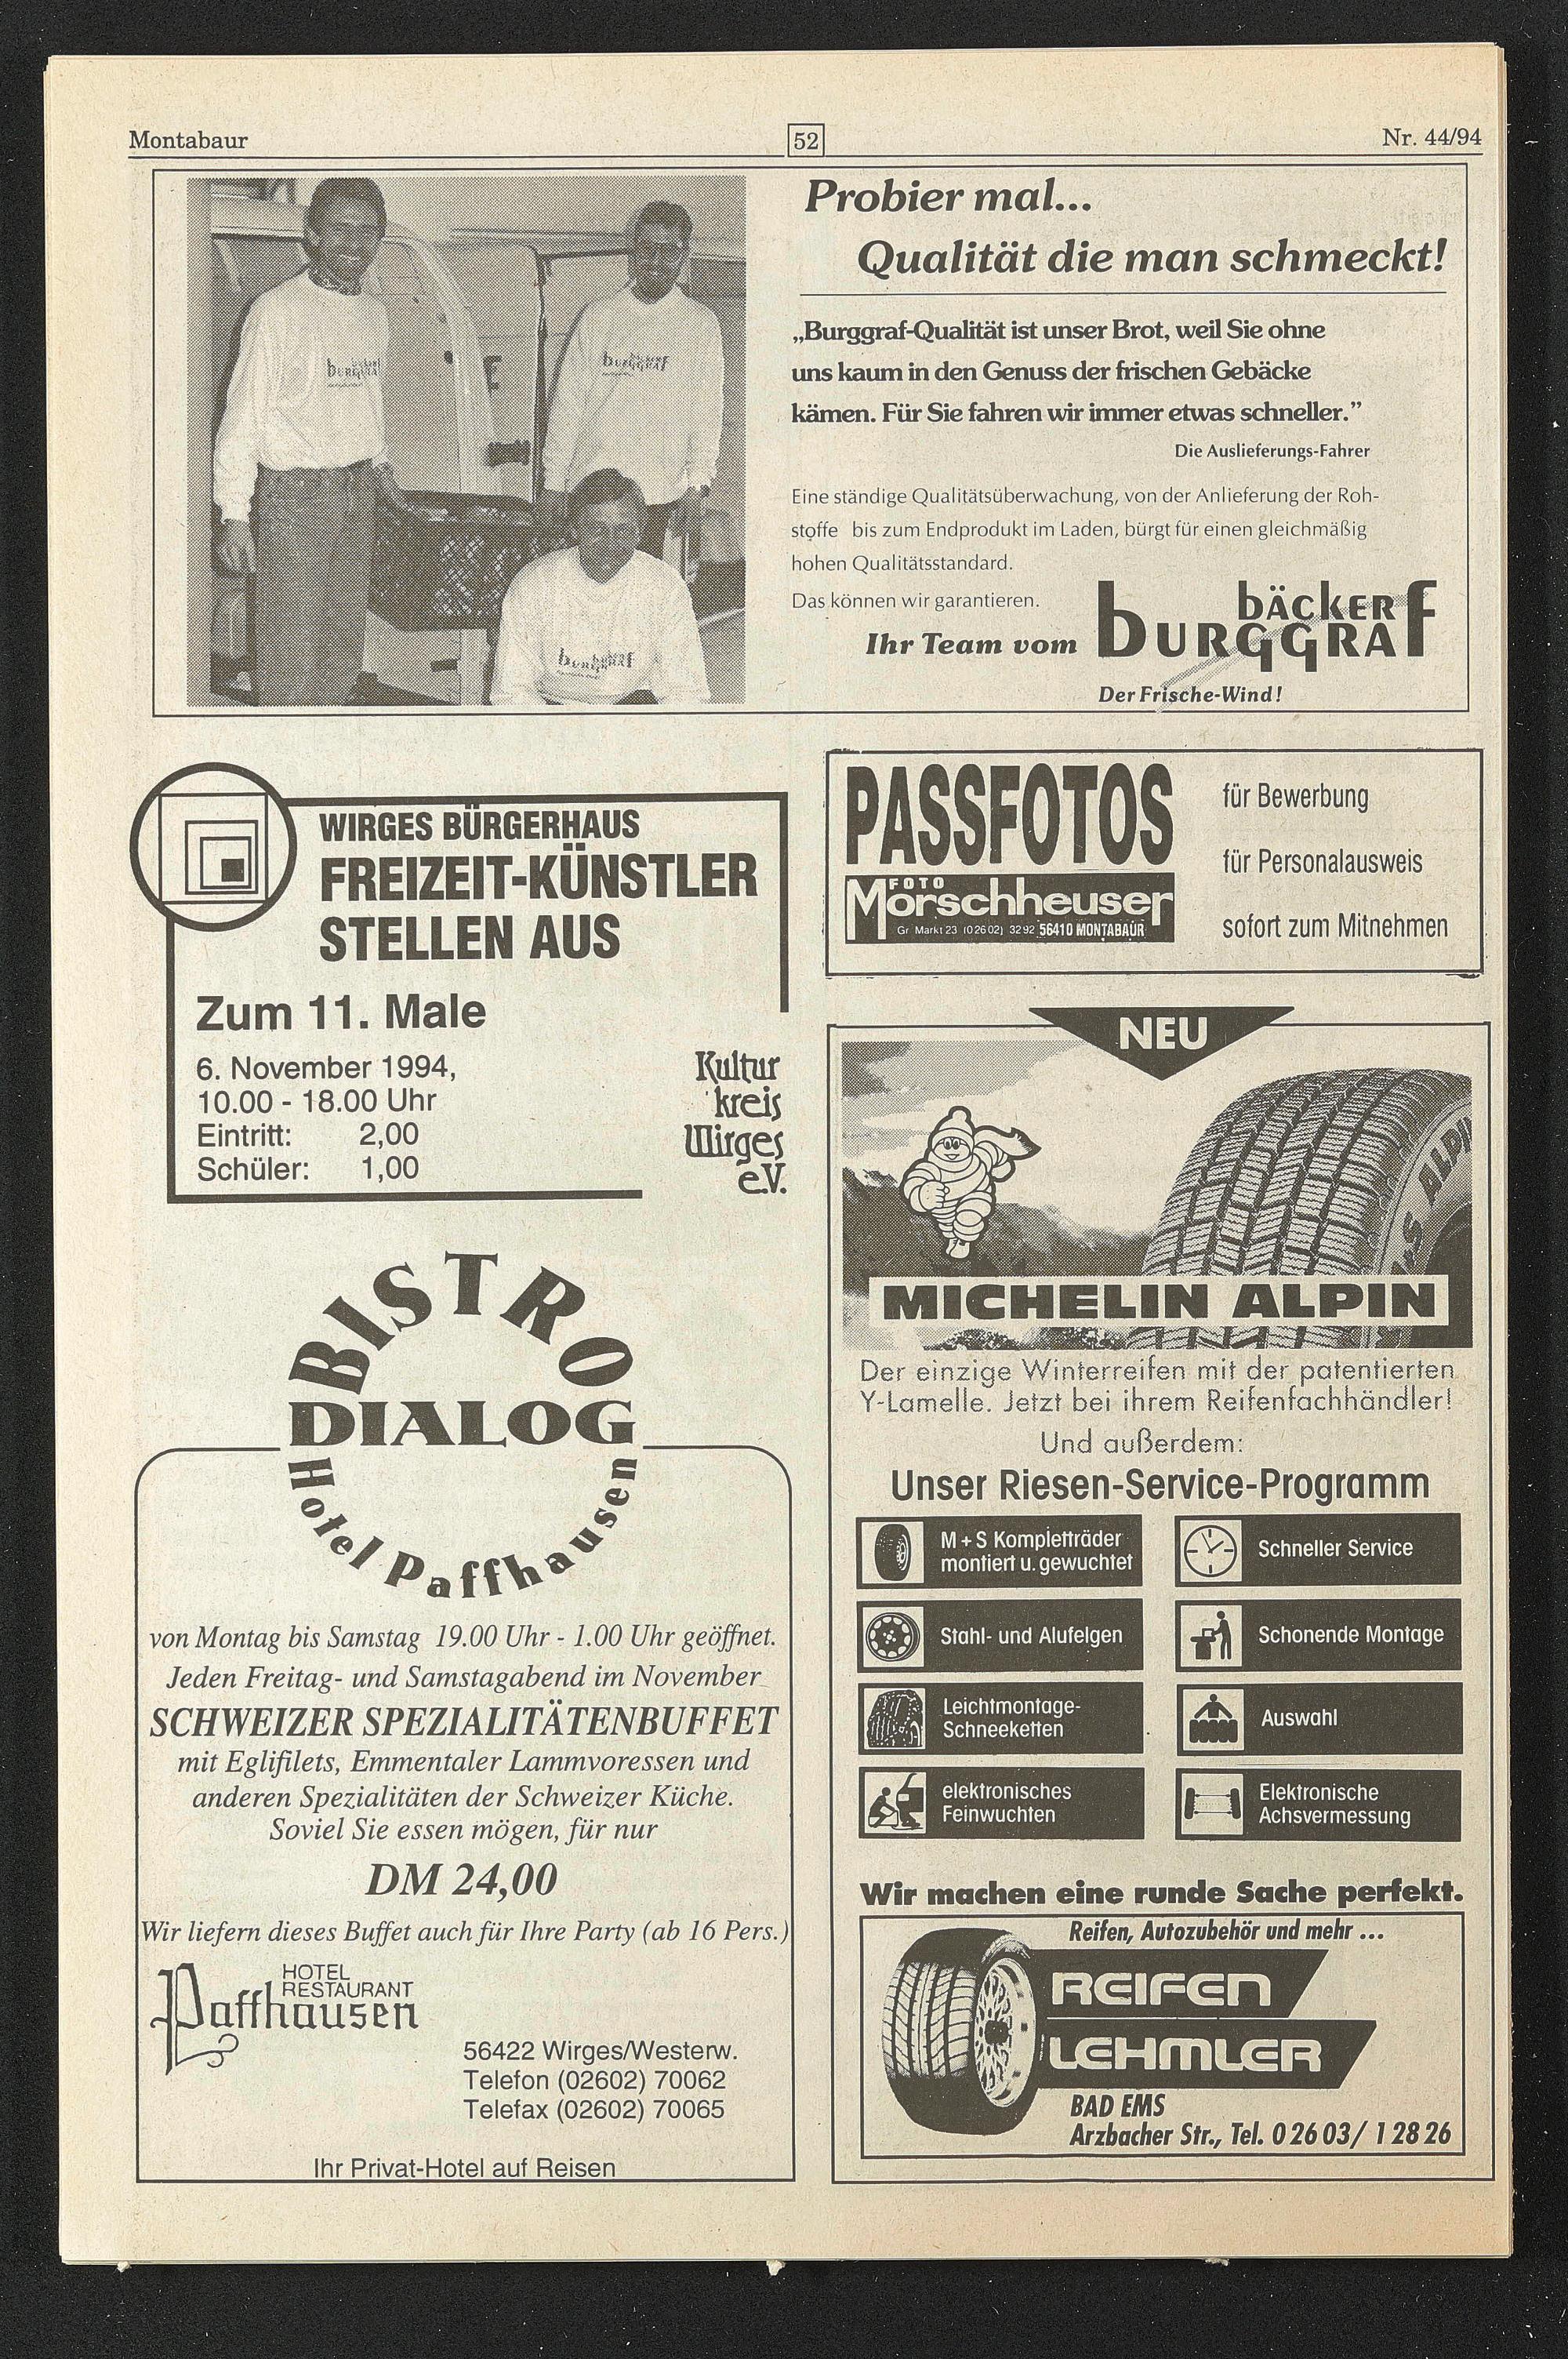 Montabaur
52
Nr. 44/94
Probier mal...
Qualität die man schmeckt!
„Burggraf-Qualität ist unser Brot, weil Sie ohne
uns kaum in den Genuss der frischen Gebäcke
kämen. Für Sie fahren wir immer etwas schneller.”
Die Auslieferungs-Fahrer
Eine ständige Qualitätsüberwachung, von der Anlieferung der Roh-
stoffe bis zum Endprodukt im Laden, bürgt für einen gleichmäßig
hohen Qualitätsstandard.
Das können wir garantieren.
Ihr Team vom
bäckER
buRGGRAf
Der Frische-Wind!
WIRGES BÜRGERHAUS
FREIZEIT-KÜNSTLER
STELLEN AUS
Zum 11. Male
6. November 1994,
10.00 - 18.00 Uhr
Eintritt: 2,00
Schüler: 1,00
Kultur
kreis
Wirges
e.V.
PASSFOTOS
FOTO
Morschheuser
Gr. Markt 23 (02602) 3292 56410 MONTABAUR
für Bewerbung
für Personalausweis
sofort zum Mitnehmen
BISTRO
DIALOG
Hotel Paffhausen
von Montag bis Samstag 19.00 Uhr - 1.00 Uhr geöffnet.
Jeden Freitag- und Samstagabend im November
SCHWEIZER SPEZIALITÄTENBUFFET
mit Eglifilets, Emmentaler Lammvoressen und
anderen Spezialitäten der Schweizer Küche.
Soviel Sie essen mögen, für nur
DM 24,00
Wir liefern dieses Buffet auch für Ihre Party (ab 16 Pers.)
HOTEL
RESTAURANT
Paffhausen
56422 Wirges/Westerw.
Telefon (02602) 70062
Telefax (02602) 70065
Ihr Privat-Hotel auf Reisen
NEU
ALPIN
MICHELIN ALPIN
Der einzige Winterreifen mit der patentierten
Y-Lamelle. Jetzt bei ihrem Reifenfachhändler!
Und außerdem:
Unser Riesen-Service-Programm
M + S Kompletträder
montiert u. gewuchtet
Schneller Service
Stahl- und Alufelgen
Schonende Montage
Leichtmontage-
Schneeketten
Auswahl
elektronisches
Feinwuchten
Elektronische
Achsvermessung
Wir machen eine runde Sache perfekt.
Reifen, Autozubehör und mehr ...
REIFEN
LEHMLER
BAD EMS
Arzbacher Str., Tel. 0 26 03/ 1 28 26